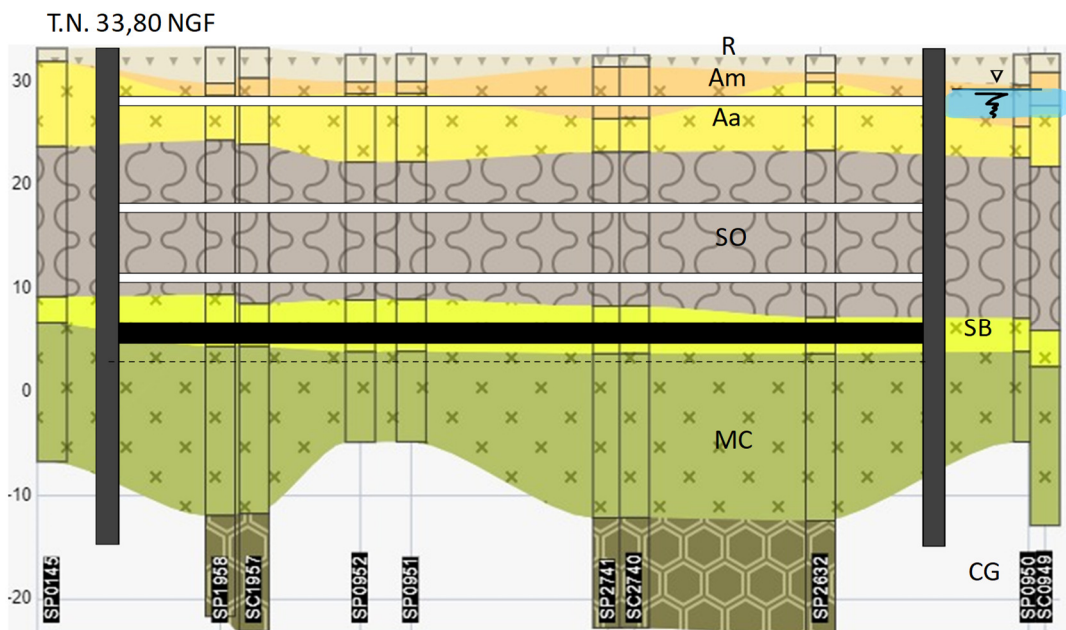 T.N. 33,80 NGF
R
30
Am
Aa
20
SO
10
SB
0
MC
-10
CG
-20
SP0145
SP1958
SC1957
SP0952
SP0951
SP2741
SC2740
SP2632
SP0950
SC0949